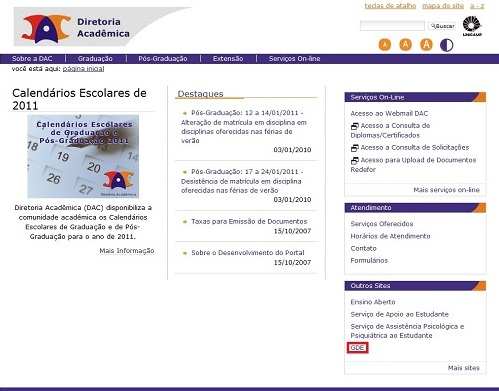 teclas de atalho mapa do site a - z
Diretoria
Acadêmica
Buscar
UNICAMP
A A A
Sobre a DAC Graduação Pós-Graduação Extensão Serviços On-line
você está aqui: página inicial
Calendários Escolares de
2011
Calendários Escolares
de Graduação e
Pós-Graduação 2011
Diretoria Acadêmica
Diretoria Acadêmica (DAC) disponibiliza a
comunidade acadêmica os Calendários
Escolares de Graduação e de Pós-
Graduação para o ano de 2011.
Mais Informação
Destaques
Pós-Graduação: 12 a 14/01/2011 -
Alteração de matrícula em disciplina em
disciplinas oferecidas nas férias de
verão
03/01/2010
Pós-Graduação: 17 a 24/01/2011 -
Desistência de matrícula em disciplina
oferecidas nas férias de verão
03/01/2010
Taxas para Emissão de Documentos
15/10/2007
Sobre o Desenvolvimento do Portal
15/10/2007
Serviços On-Line
Acesso ao Webmail DAC
Acesso a Consulta de
Diplomas/Certificados
Acesso a Consulta de Solicitações
Acesso para Upload de Documentos
Redefor
Mais serviços on-line
Atendimento
Serviços Oferecidos
Horários de Atendimento
Contato
Formulários
Outros Sites
Ensino Aberto
Serviço de Apoio ao Estudante
Serviço de Assistência Psicológica e
Psiquiátrica ao Estudante
GDE
Mais sites